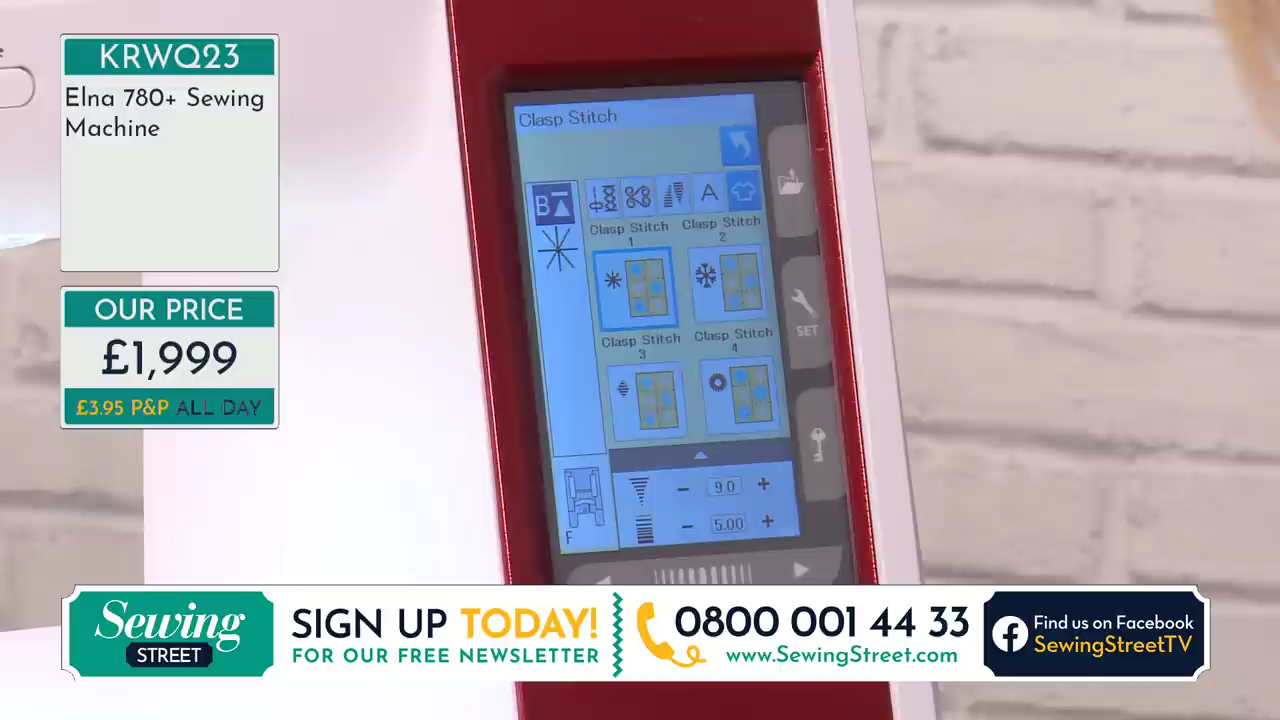 KRWQ23
Elna 780+ Sewing
Machine
OUR PRICE
£1,999
£3.95 P&P ALL DAY
Clasp Stitch
B
A
Clasp Stitch
1
Clasp Stitch
2
Clasp Stitch
3
Clasp Stitch
4
SET
9.0
5.00
F
Sewing
STREET
SIGN UP TODAY!
FOR OUR FREE NEWSLETTER
0800 001 44 33
www.SewingStreet.com
Find us on Facebook
SewingStreetTV